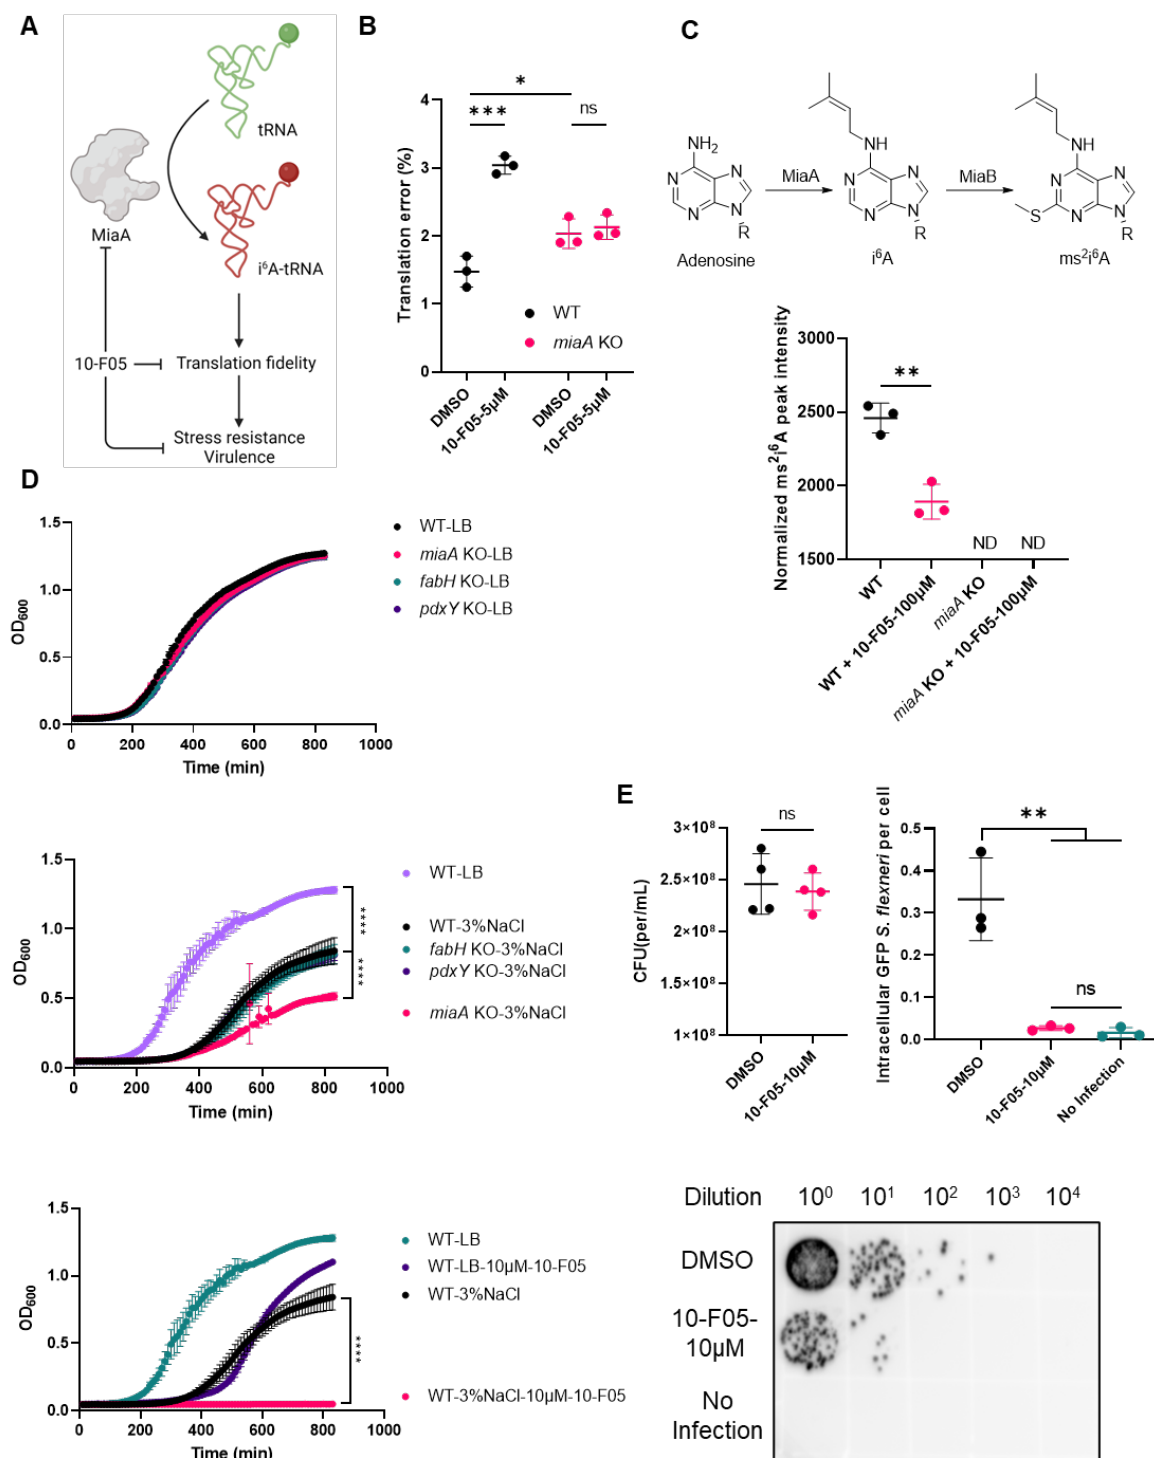 A
tRNA
MiaA
i⁶A-tRNA
10-F05
Translation fidelity
Stress resistance
Virulence
B
Translation error (%)
4
3
2
1
0
*
***
ns
WT
miaA KO
DMSO
10-F05-5μM
DMSO
10-F05-5μM
C
NH₂
N
N
N
N
R
Adenosine
MiaA
NH
N
N
N
N
R
i⁶A
MiaB
NH
N
N
N
N
S
R
ms²i⁶A
Normalized ms²i⁶A peak intensity
3000
2500
2000
1500
**
ND
ND
WT
WT + 10-F05-100μM
miaA KO
miaA KO + 10-F05-100μM
D
OD₆₀₀
1.5
1.0
0.5
0.0
0
200
400
600
800
1000
Time (min)
WT-LB
miaA KO-LB
fabH KO-LB
pdxY KO-LB
OD₆₀₀
1.5
1.0
0.5
0.0
0
200
400
600
800
1000
Time (min)
****
****
WT-LB
WT-3%NaCl
fabH KO-3%NaCl
pdxY KO-3%NaCl
miaA KO-3%NaCl
OD₆₀₀
1.5
1.0
0.5
0.0
0
200
400
600
800
1000
Time (min)
****
WT-LB
WT-LB-10μM-10-F05
WT-3%NaCl
WT-3%NaCl-10μM-10-F05
E
CFU(per/mL)
3×10⁸
2.5×10⁸
2×10⁸
1.5×10⁸
1×10⁸
ns
DMSO
10-F05-10μM
Intracellular GFP S. flexneri per cell
0.5
0.4
0.3
0.2
0.1
0.0
**
ns
DMSO
10-F05-10μM
No Infection
Dilution 10⁰ 10¹ 10² 10³ 10⁴
DMSO
10-F05-
10μM
No
Infection